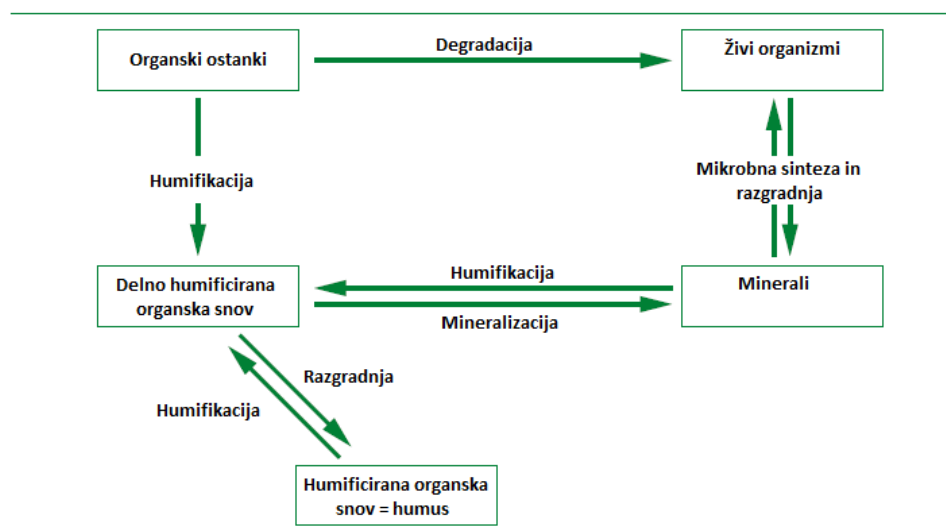 Organski ostanki
Degradacija
Živi organizmi
Humifikacija
Mikrobna sinteza in
razgradnja
Delno humificirana
organska snov
Humifikacija
Mineralizacija
Minerali
Razgradnja
Humifikacija
Humificirana organska
snov = humus